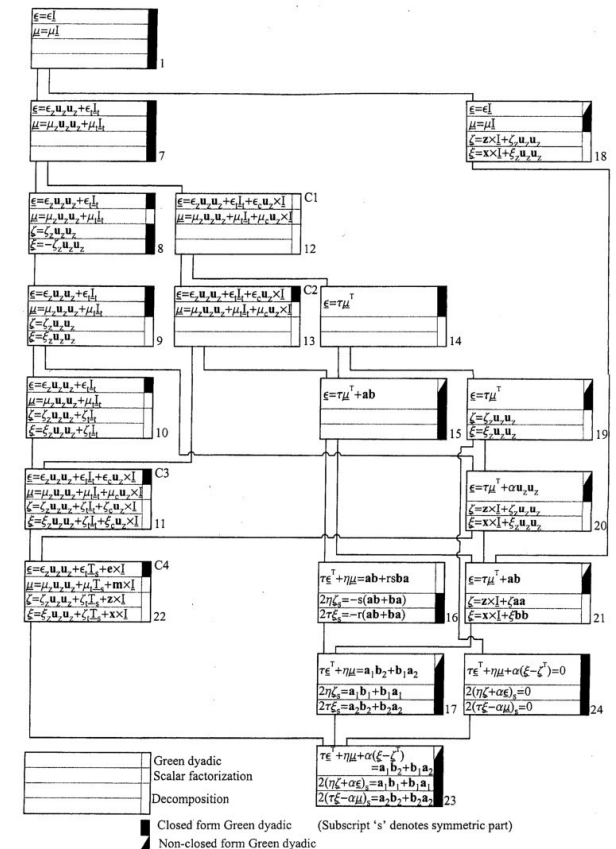 ϵ=ϵI
μ=μI
1
ϵ=ϵ_z u_z u_z+ϵ_t I_t
μ=μ_z u_z u_z+μ_t I_t
7
ϵ=ϵI
μ=μI
ζ=z×I+ζ_z u_z u_z
ξ=x×I+ξ_z u_z u_z
18
ϵ=ϵ_z u_z u_z+ϵ_t I_t
μ=μ_z u_z u_z+μ_t I_t
ζ=ζ_z u_z u_z
ξ=-ζ_z u_z u_z
8
C1
ϵ=ϵ_z u_z u_z+ϵ_t I_t+ϵ_c u_z×I
μ=μ_z u_z u_z+μ_t I_t+μ_c u_z×I
12
ϵ=ϵ_z u_z u_z+ϵ_t I_t
μ=μ_z u_z u_z+μ_t I_t
ζ=ζ_z u_z u_z
ξ=ξ_z u_z u_z
9
C2
ϵ=ϵ_z u_z u_z+ϵ_t I_t+ϵ_c u_z×I
μ=μ_z u_z u_z+μ_t I_t+μ_c u_z×I
13
ϵ=τμ^T
14
ϵ=ϵ_z u_z u_z+ϵ_t I_t
μ=μ_z u_z u_z+μ_t I_t
ζ=ζ_z u_z u_z+ζ_t I_t
ξ=ξ_z u_z u_z+ζ_t I_t
10
ϵ=τμ^T+ab
15
ϵ=τμ^T
ζ=ζ_z u_z u_z
ξ=ξ_z u_z u_z
19
C3
ϵ=ϵ_z u_z u_z+ϵ_t I_t+ϵ_c u_z×I
μ=μ_z u_z u_z+μ_t I_t+μ_c u_z×I
ζ=ζ_z u_z u_z+ζ_t I_t+ζ_c u_z×I
ξ=ξ_z u_z u_z+ζ_t I_t+ξ_c u_z×I
11
ϵ=τμ^T+αu_z u_z
ζ=z×I+ζ_z u_z u_z
ξ=x×I+ξ_z u_z u_z
20
C4
ϵ=ϵ_z u_z u_z+ϵ_t T_s+e×I
μ=μ_z u_z u_z+μ_t T_s+m×I
ζ=ζ_z u_z u_z+ζ_t T_s+z×I
ξ=ξ_z u_z u_z+ζ_t T_s+x×I
22
τϵ^T+ημ=ab+rsba
2ηζ_s=-s(ab+ba)
2τξ_s=-r(ab+ba)
16
ϵ=τμ^T+ab
ζ=z×I+ζaa
ξ=x×I+ξbb
21
τϵ^T+ημ=a_1b_2+b_1a_2
2ηζ_s=a_1b_1+b_1a_1
2τξ_s=a_2b_2+b_2a_2
17
τϵ^T+ημ+α(ξ-ζ^T)=0
2(ηζ+αϵ)_s=0
2(τξ-αμ)_s=0
24
τϵ^T+ημ+α(ξ-ζ^T)
=a_1b_2+b_1a_2
2(ηζ+αϵ)_s=a_1b_1+b_1a_1
2(τξ-αμ)_s=a_2b_2+b_2a_2
23
Green dyadic
Scalar factorization
Decomposition
Closed form Green dyadic (Subscript 's' denotes symmetric part)
Non-closed form Green dyadic